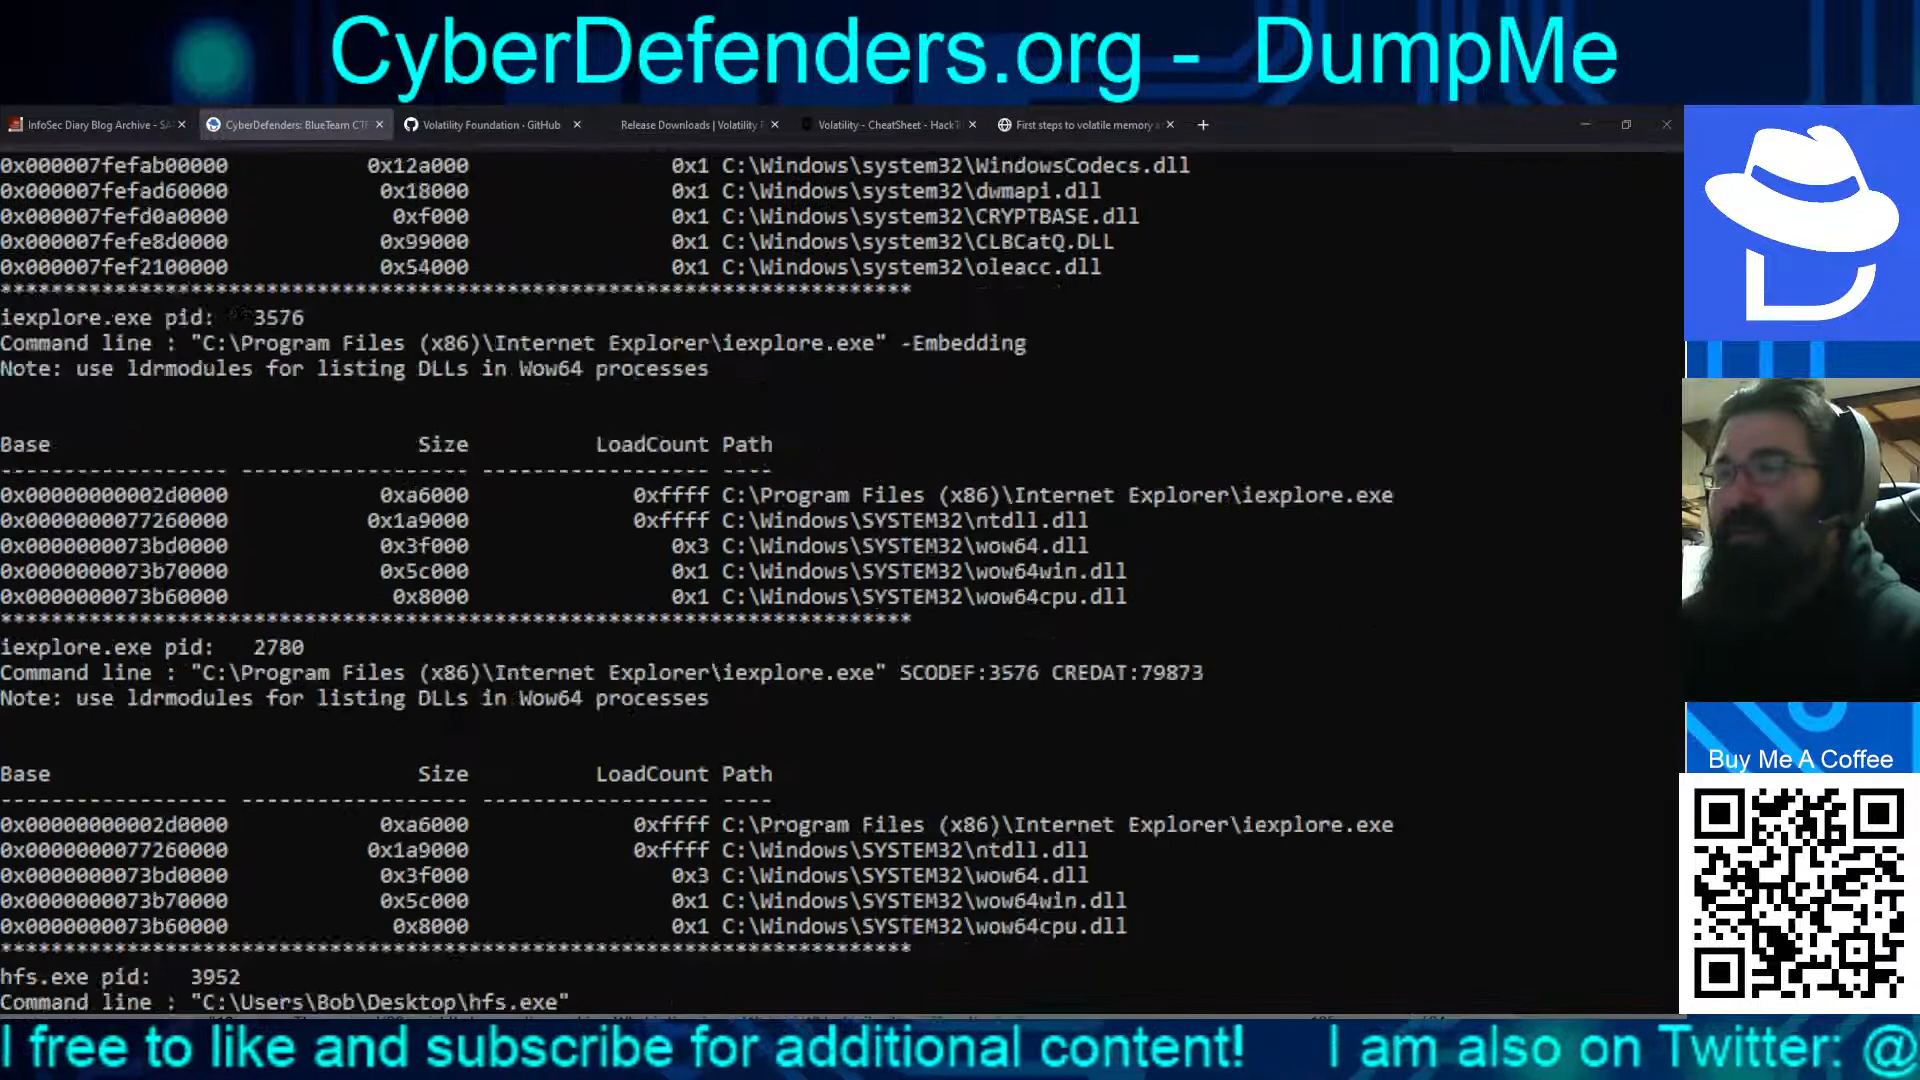 CyberDefenders.org - DumpMe
InfoSec Diary Blog Archive - SA
CyberDefenders: BlueTeam CT
Volatility Foundation · GitHub
Release Downloads | Volatility
Volatility - CheatSheet - HackT
First steps to volatile memory a
0x000007fefab00000 0x12a000 0x1 C:\Windows\system32\WindowsCodecs.dll
0x000007fefad60000 0x18000 0x1 C:\Windows\system32\dwmapi.dll
0x000007fefd0a0000 0xf000 0x1 C:\Windows\system32\CRYPTBASE.dll
0x000007fefe8d0000 0x99000 0x1 C:\Windows\system32\CLBCatQ.DLL
0x000007fef2100000 0x54000 0x1 C:\Windows\system32\oleacc.dll
************************************************************************
iexplore.exe pid: 3576
Command line : "C:\Program Files (x86)\Internet Explorer\iexplore.exe" -Embedding
Note: use ldrmodules for listing DLLs in Wow64 processes
Base Size LoadCount Path
------------------ ------------------ ------------------ ----
0x00000000002d0000 0xa6000 0xffff C:\Program Files (x86)\Internet Explorer\iexplore.exe
0x0000000077260000 0x1a9000 0xffff C:\Windows\SYSTEM32\ntdll.dll
0x0000000073bd0000 0x3f000 0x3 C:\Windows\SYSTEM32\wow64.dll
0x0000000073b70000 0x5c000 0x1 C:\Windows\SYSTEM32\wow64win.dll
0x0000000073b60000 0x8000 0x1 C:\Windows\SYSTEM32\wow64cpu.dll
************************************************************************
iexplore.exe pid: 2780
Command line : "C:\Program Files (x86)\Internet Explorer\iexplore.exe" SCODEF:3576 CREDAT:79873
Note: use ldrmodules for listing DLLs in Wow64 processes
Base Size LoadCount Path
------------------ ------------------ ------------------ ----
0x00000000002d0000 0xa6000 0xffff C:\Program Files (x86)\Internet Explorer\iexplore.exe
0x0000000077260000 0x1a9000 0xffff C:\Windows\SYSTEM32\ntdll.dll
0x0000000073bd0000 0x3f000 0x3 C:\Windows\SYSTEM32\wow64.dll
0x0000000073b70000 0x5c000 0x1 C:\Windows\SYSTEM32\wow64win.dll
0x0000000073b60000 0x8000 0x1 C:\Windows\SYSTEM32\wow64cpu.dll
************************************************************************
hfs.exe pid: 3952
Command line : "C:\Users\Bob\Desktop\hfs.exe"
Buy Me A Coffee
l free to like and subscribe for additional content! I am also on Twitter: @